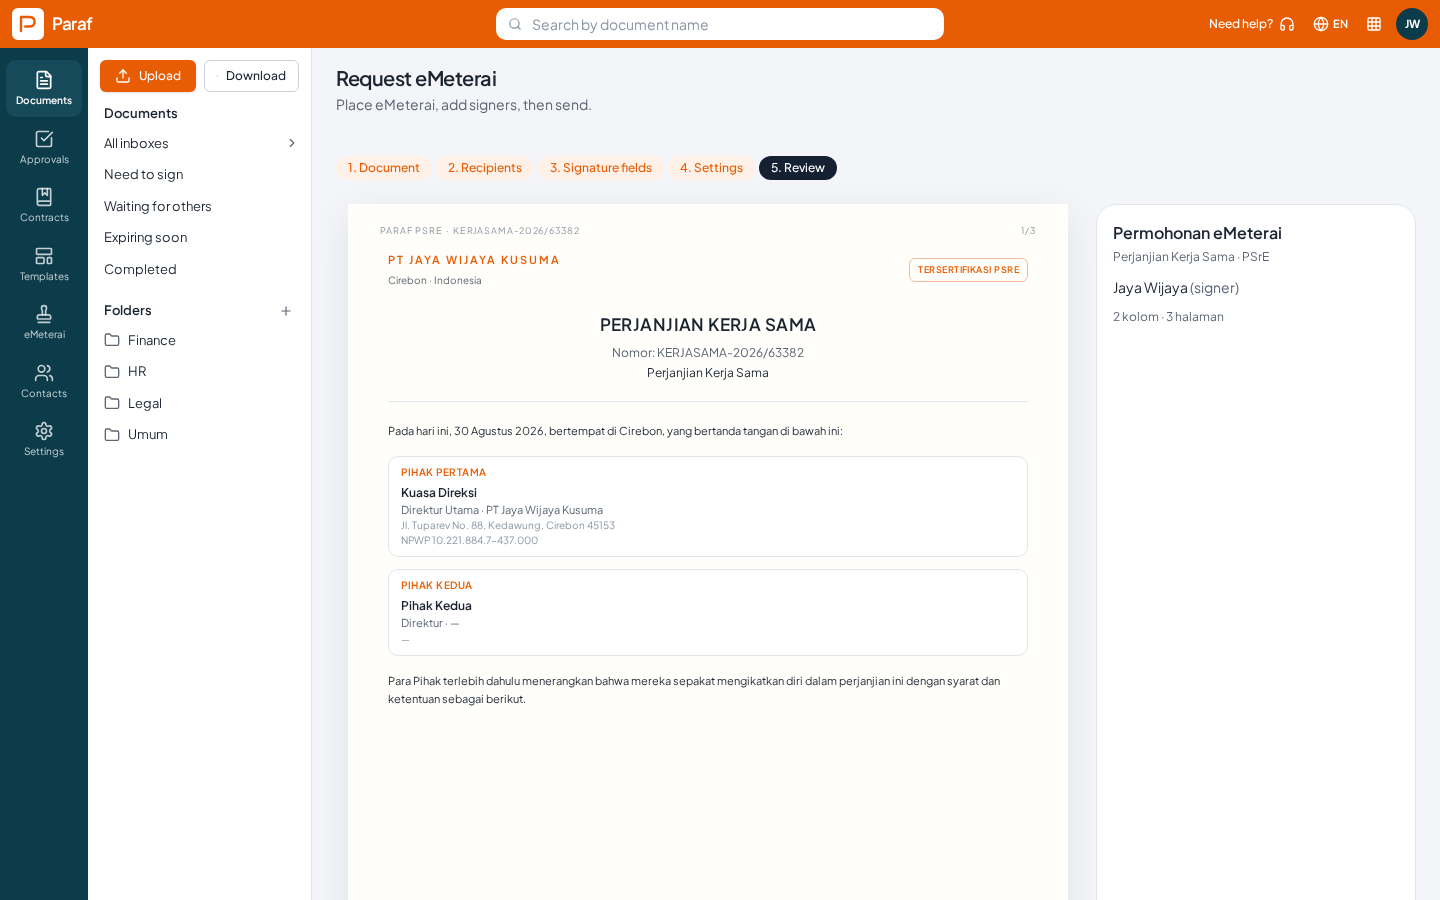 Paraf
Search by document name
Need help?
EN
JW
Documents
Approvals
Contracts
Templates
eMeterai
Contacts
Settings
Upload
Download
Documents
All inboxes
Need to sign
Waiting for others
Expiring soon
Completed
Folders
Finance
HR
Legal
Umum
Request eMeterai
Place eMeterai, add signers, then send.
1. Document
2. Recipients
3. Signature fields
4. Settings
5. Review
PARAF PSRE · KERJASAMA-2026/63382
1/3
PT JAYA WIJAYA KUSUMA
Cirebon · Indonesia
TERSERTIFIKASI PSRE
PERJANJIAN KERJA SAMA
Nomor: KERJASAMA-2026/63382
Perjanjian Kerja Sama
Pada hari ini, 30 Agustus 2026, bertempat di Cirebon, yang bertanda tangan di bawah ini:
PIHAK PERTAMA
Kuasa Direksi
Direktur Utama · PT Jaya Wijaya Kusuma
Jl. Tuparev No. 88, Kedawung, Cirebon 45153
NPWP 10.221.884.7-437.000
PIHAK KEDUA
Pihak Kedua
Direktur · —
—
Para Pihak terlebih dahulu menerangkan bahwa mereka sepakat mengikatkan diri dalam perjanjian ini dengan syarat dan
ketentuan sebagai berikut.
Permohonan eMeterai
Perjanjian Kerja Sama · PSrE
Jaya Wijaya (signer)
2 kolom · 3 halaman